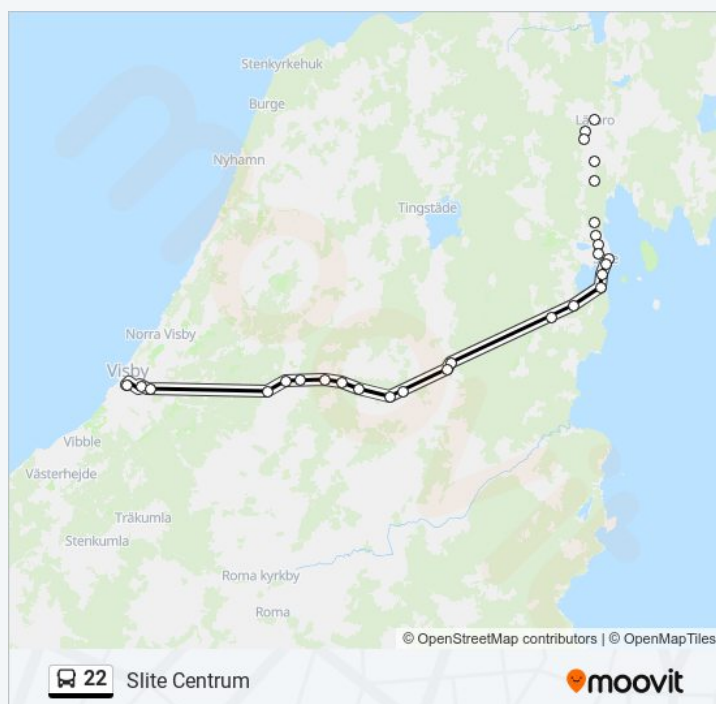 Stenkyrkehuk
Burge
Nyhamn
Tingstäde
Norra Visby
Visby
Vibble
Västerhejde
Träkumla
Stenkumla
Roma kyrkby
Roma
© OpenStreetMap contributors | © OpenMapTiles
22 Slite Centrum
moovit